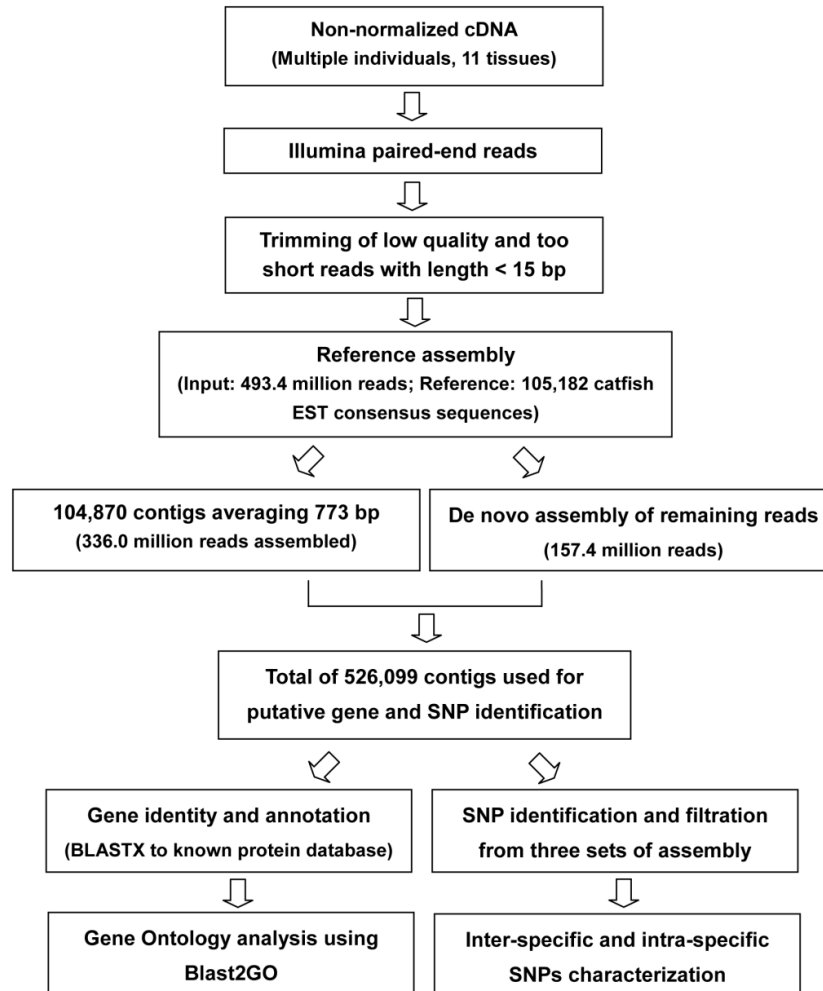 Non-normalized cDNA
(Multiple individuals, 11 tissues)
Illumina paired-end reads
Trimming of low quality and too
short reads with length < 15 bp
Reference assembly
(Input: 493.4 million reads; Reference: 105,182 catfish
EST consensus sequences)
104,870 contigs averaging 773 bp
(336.0 million reads assembled)
De novo assembly of remaining reads
(157.4 million reads)
Total of 526,099 contigs used for
putative gene and SNP identification
Gene identity and annotation
(BLASTX to known protein database)
SNP identification and filtration
from three sets of assembly
Gene Ontology analysis using
Blast2GO
Inter-specific and intra-specific
SNPs characterization